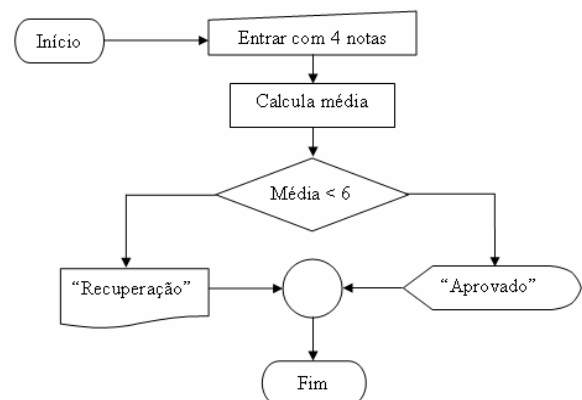 Início
Entrar com 4 notas
Calcula média
Média < 6
“Recuperação”
“Aprovado”
Fim